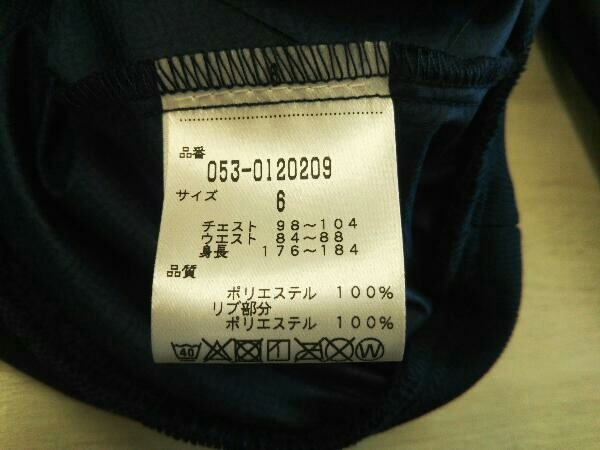 品番
053-0120209
サイズ
6
チェスト 98～104
ウエスト 84～88
身長 176～184
品質
ポリエステル 100%
リブ部分
ポリエステル 100%
40 W